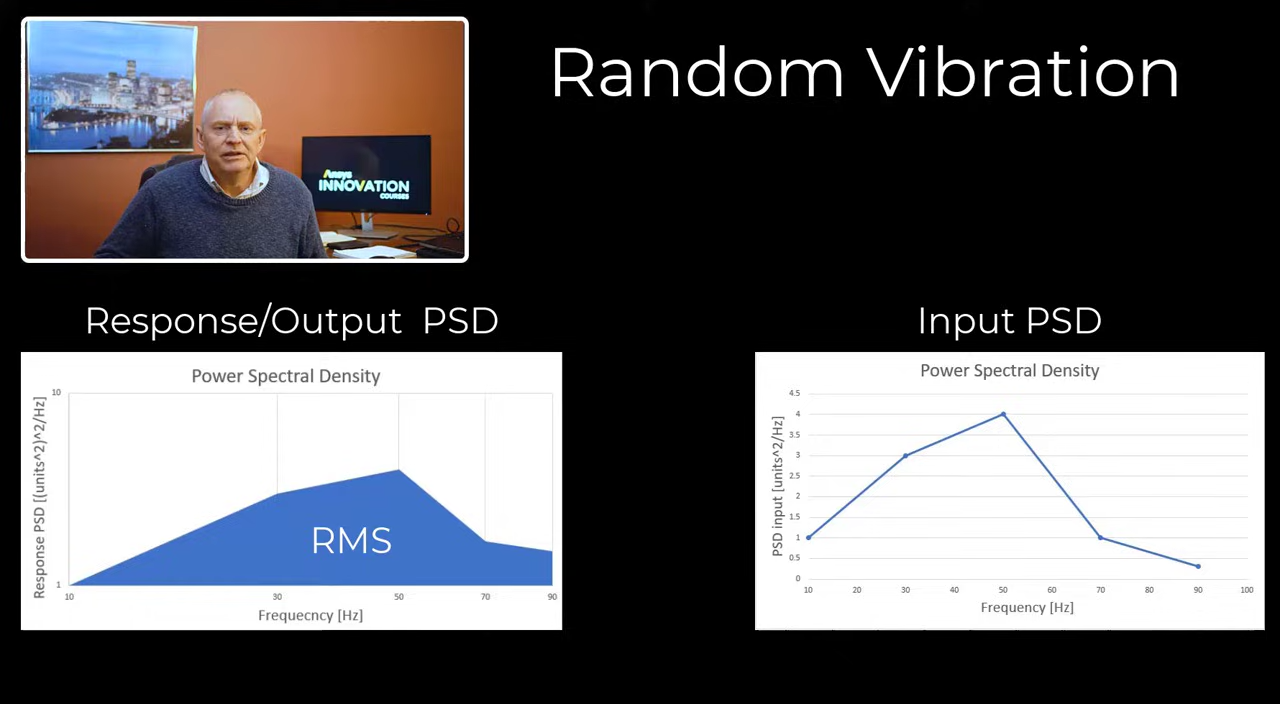 Random Vibration
Ansys
INNOVATION
COURSES
Response/Output PSD
Input PSD
Power Spectral Density
Response PSD [(units^2)^2/Hz]
10
1
RMS
10 30 50 70 90
Frequecncy [Hz]
Power Spectral Density
PSD input [units^2/Hz]
4.5
4
3.5
3
2.5
2
1.5
1
0.5
0
10 20 30 40 50 60 70 80 90 100
Frequency [Hz]